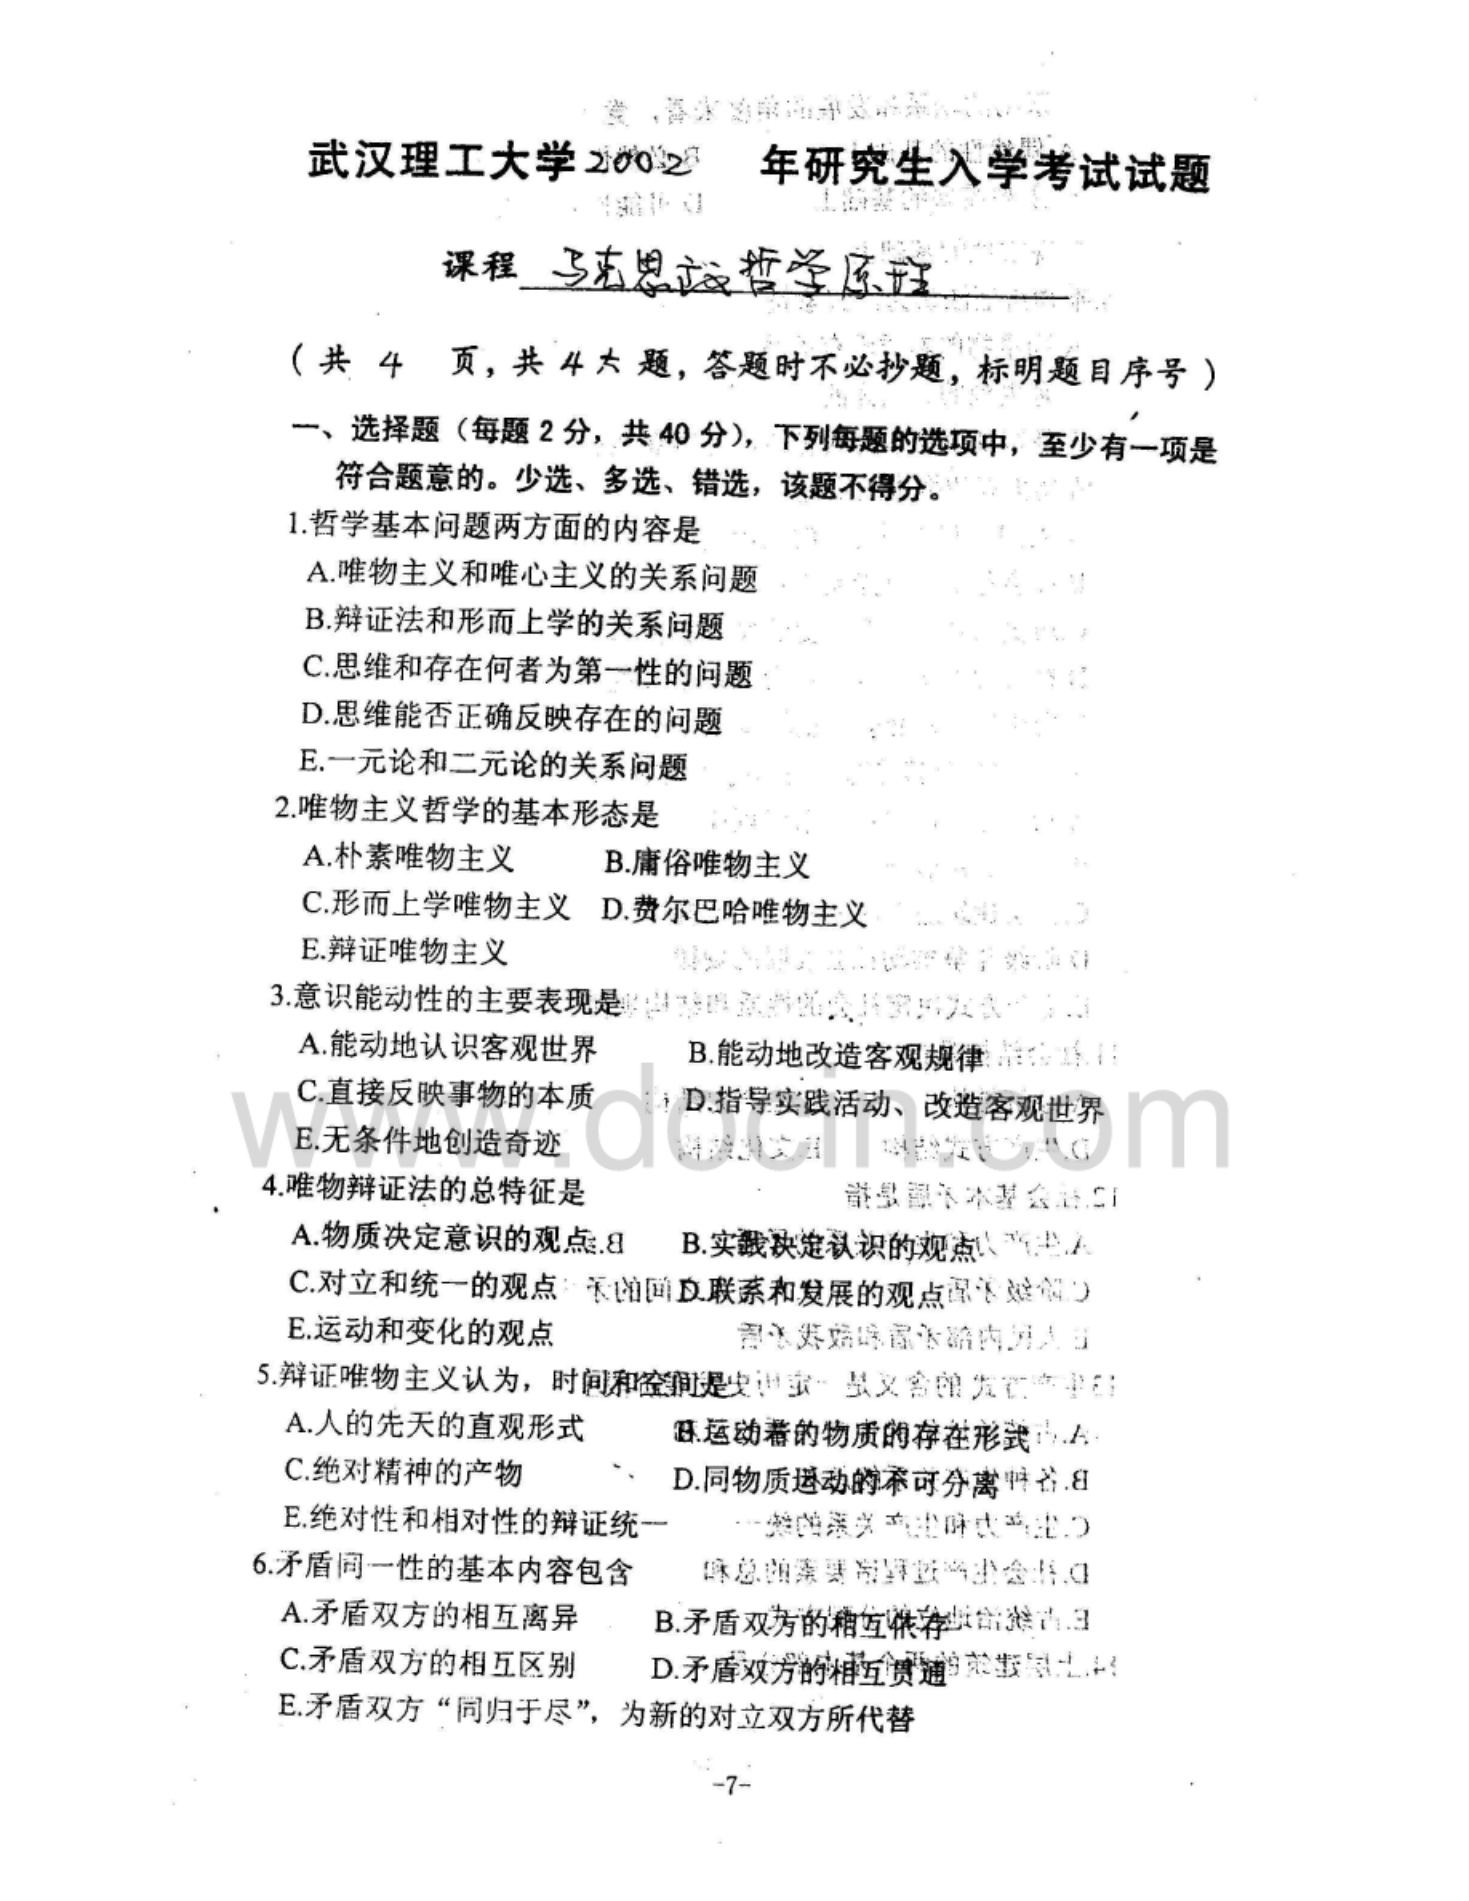 武汉理工大学2002 年研究生入学考试试题
课程 马克思主义哲学原理
（共 4 页，共 4 大 题，答题时不必抄题，标明题目序号）
一、选择题（每题 2 分，共 40 分），下列每题的选项中，至少有一项是
符合题意的。少选、多选、错选，该题不得分。
1.哲学基本问题两方面的内容是
A.唯物主义和唯心主义的关系问题
B.辩证法和形而上学的关系问题
C.思维和存在何者为第一性的问题
D.思维能否正确反映存在的问题
E.一元论和二元论的关系问题
2.唯物主义哲学的基本形态是
A.朴素唯物主义 B.庸俗唯物主义
C.形而上学唯物主义 D.费尔巴哈唯物主义
E.辩证唯物主义
3.意识能动性的主要表现是
A.能动地认识客观世界 B.能动地改造客观规律
C.直接反映事物的本质 D.指导实践活动、改造客观世界
www.docin.com
E.无条件地创造奇迹
4.唯物辩证法的总特征是
A.物质决定意识的观点 B.实践决定认识的观点
C.对立和统一的观点 D.联系和发展的观点
E.运动和变化的观点
5.辩证唯物主义认为，时间和空间是
A.人的先天的直观形式 B.运动着的物质的存在形式
C.绝对精神的产物 D.同物质运动的不可分离
E.绝对性和相对性的辩证统一
6.矛盾同一性的基本内容包含
A.矛盾双方的相互离异 B.矛盾双方的相互依存
C.矛盾双方的相互区别 D.矛盾双方的相互贯通
E.矛盾双方“同归于尽”，为新的对立双方所代替
-7-